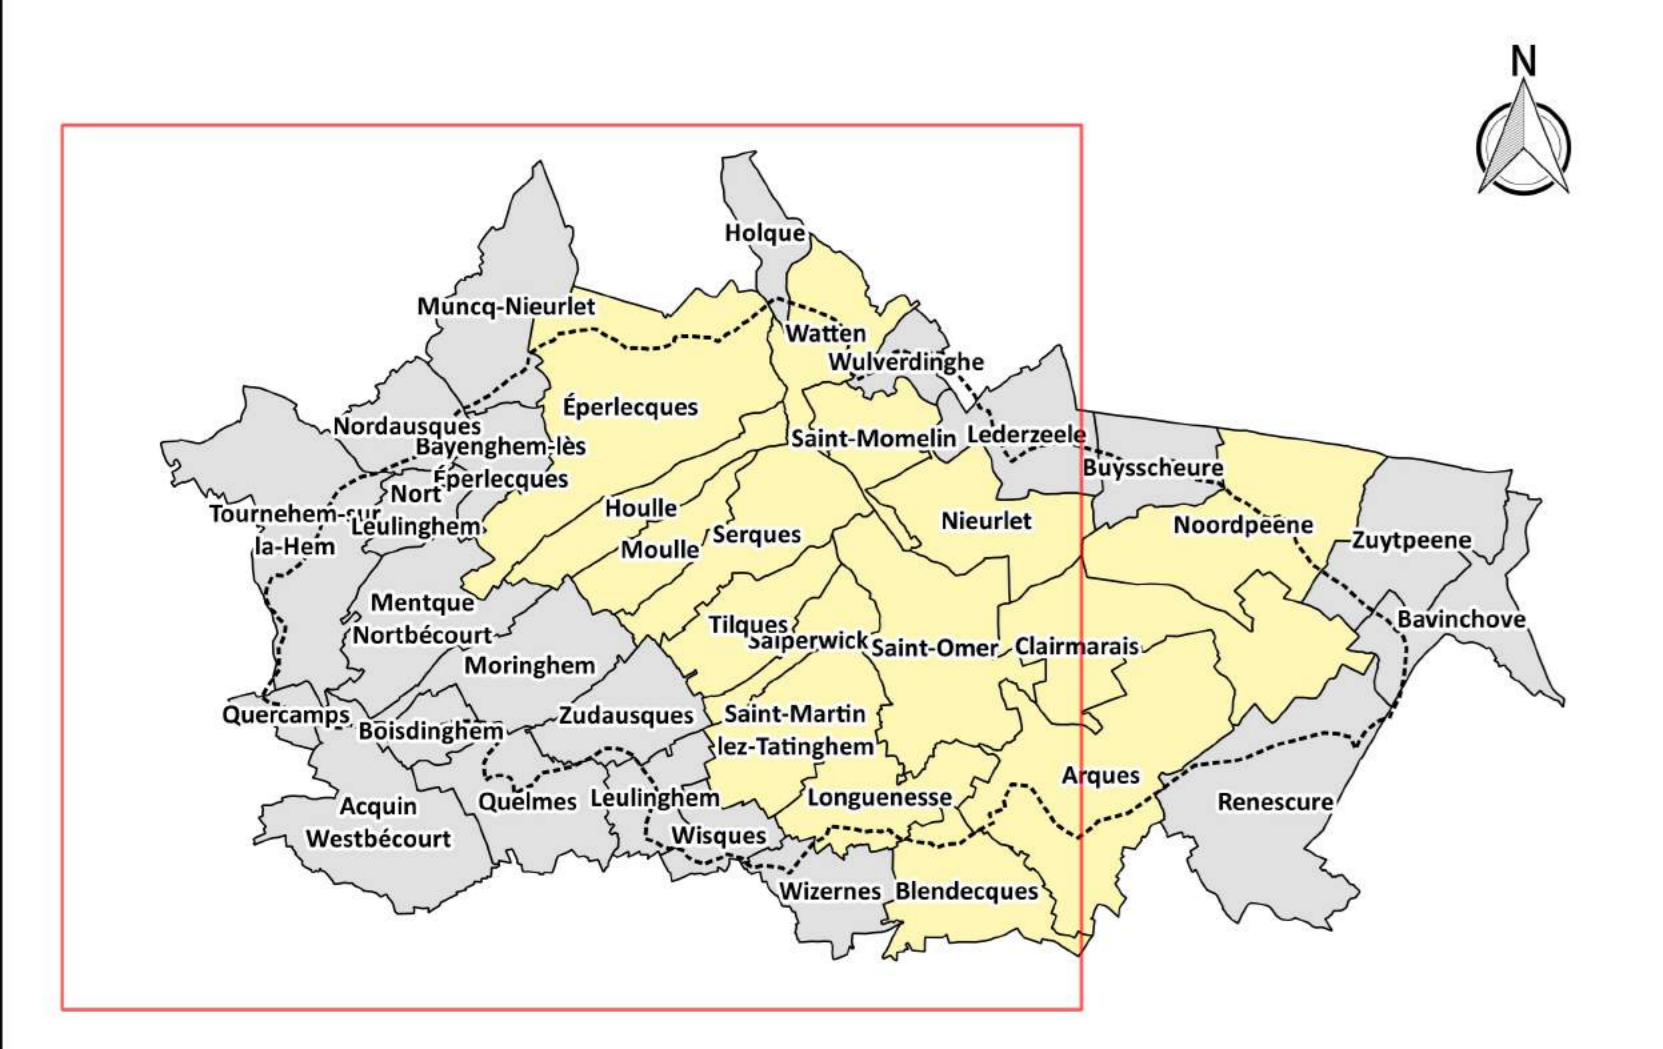 N
Holque
Muncq-Nieurlet
Watten
Wulverdinghe
Éperlecques
Nordausques
Bayenghem-lès
Éperlecques
Saint-Momelin
Lederzeele
Buysscheure
Nort
Leulinghem
Tournehem-sur
la-Hem
Houlle
Moulle
Serques
Nieurlet
Noordpeene
Zuytpeene
Bavinchove
Mentque
Nortbécourt
Moringhem
Tilques
Salperwick
Saint-Omer
Clairmarais
Quercamps
Boisdinghem
Zudausques
Saint-Martin
lez-Tatinghem
Arques
Acquin
Westbécourt
Quelmes
Leulinghem
Longuenesse
Renescure
Wisques
Wizernes
Blendecques